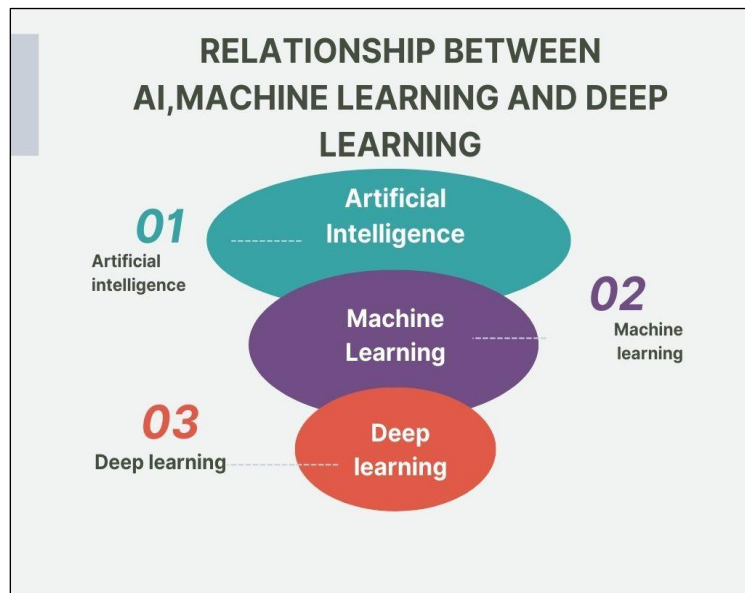 RELATIONSHIP BETWEEN
AI,MACHINE LEARNING AND DEEP
LEARNING
Artificial
Intelligence
01
Artificial
intelligence
Machine
Learning
02
Machine
learning
03
Deep learning
Deep
learning